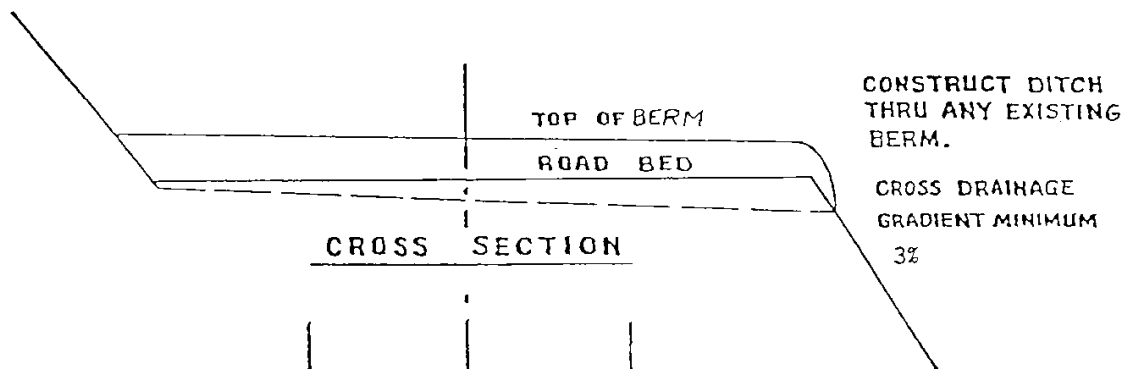 TOP OF BERM
ROAD BED
CROSS SECTION
CONSTRUCT DITCH
THRU ANY EXISTING
BERM.
CROSS DRAINAGE
GRADIENT MINIMUM
3%